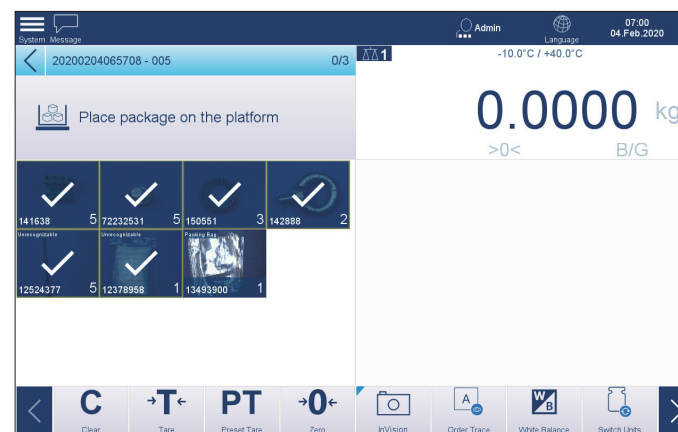 System Message
Admin
Language
07:00
04.Feb.2020
20200204065708 - 005 0/3
1 -10.0°C / +40.0°C
Place package on the platform
0.0000 kg
>0< B/G
141638 5 72232531 5 150551 3 142888 2
Unrecognizable Unrecognizable Packing Bag
12524377 5 12378958 1 13493900 1
C →T← PT →0← A W/B
Clear Tare Preset Tare Zero InVision Order Trace White Balance Switch Units